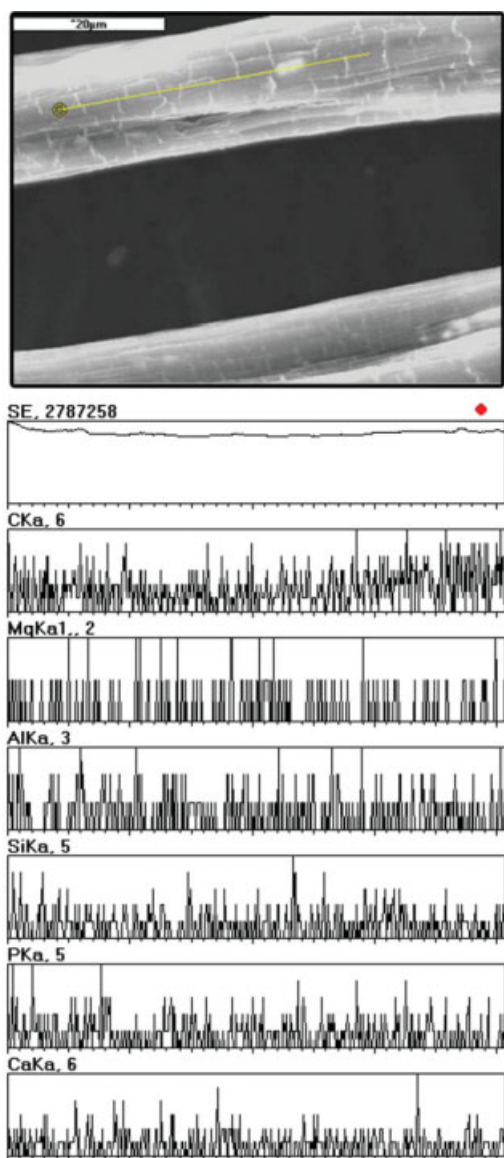 20µm
SE, 2787258
CKa, 6
MgKa1,, 2
AlKa, 3
SiKa, 5
PKa, 5
CaKa, 6